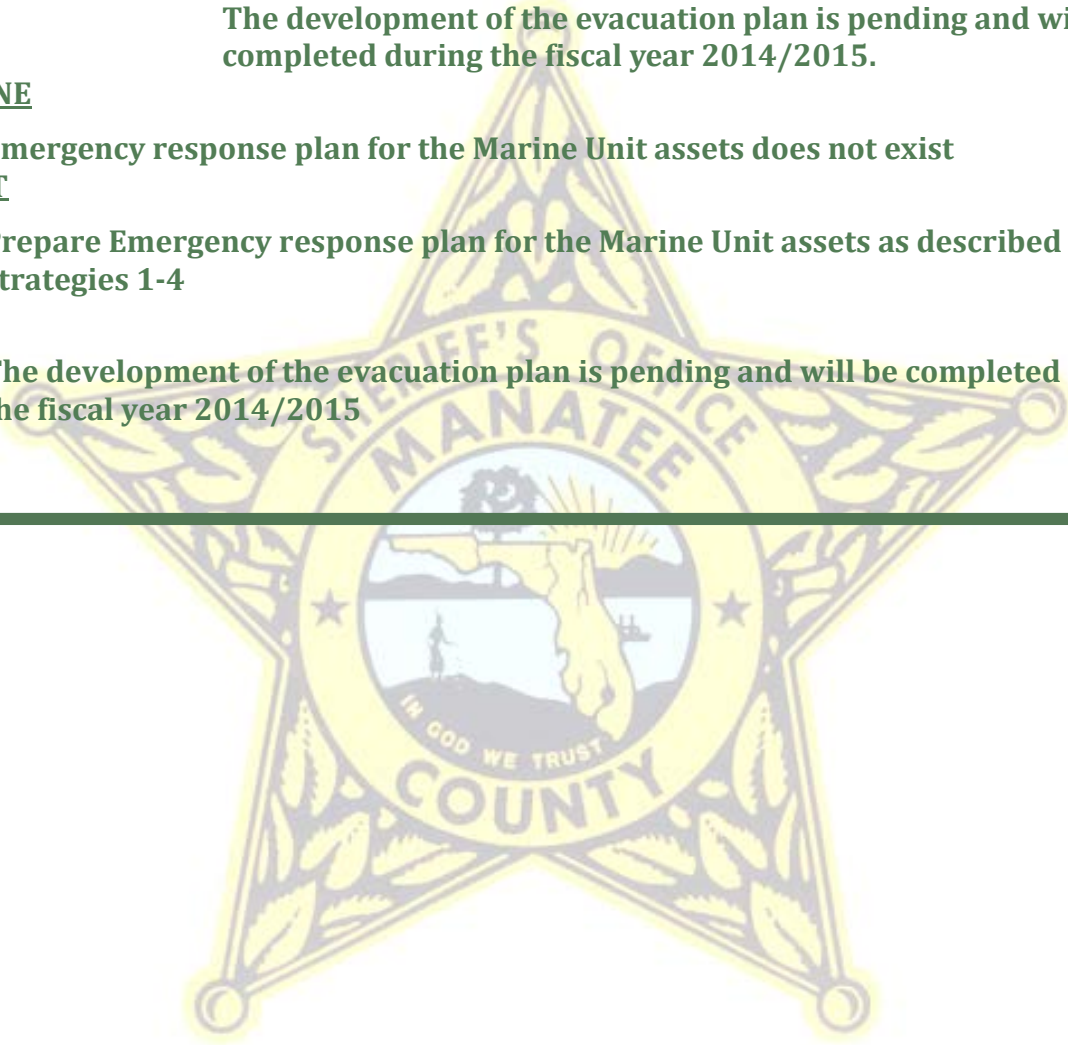 The development of the evacuation plan is pending and wi
completed during the fiscal year 2014/2015.
NE
mergency response plan for the Marine Unit assets does not exist
T
repare Emergency response plan for the Marine Unit assets as described
trategies 1-4
he development of the evacuation plan is pending and will be completed
he fiscal year 2014/2015
SHERIFF'S OFFICE
MANATEE
IN GOD WE TRUST
COUNTY